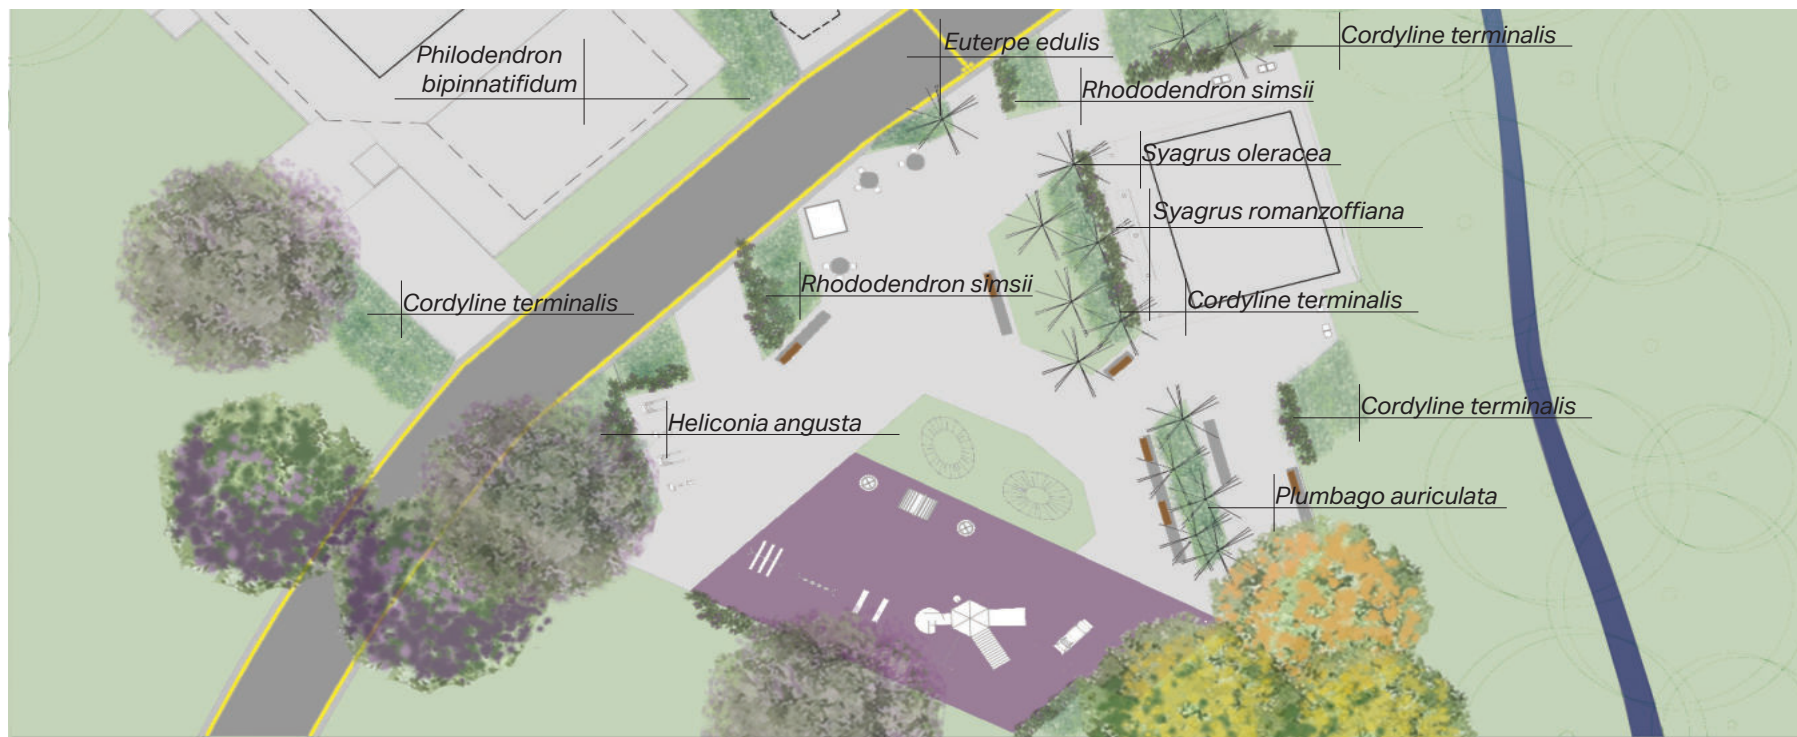 Philodendron
bipinnatifidum
Euterpe edulis
Cordyline terminalis
Rhododendron simsii
Syagrus oleracea
Syagrus romanzoffiana
Rhododendron simsii
Cordyline terminalis
Cordyline terminalis
Heliconia angusta
Cordyline terminalis
Plumbago auriculata